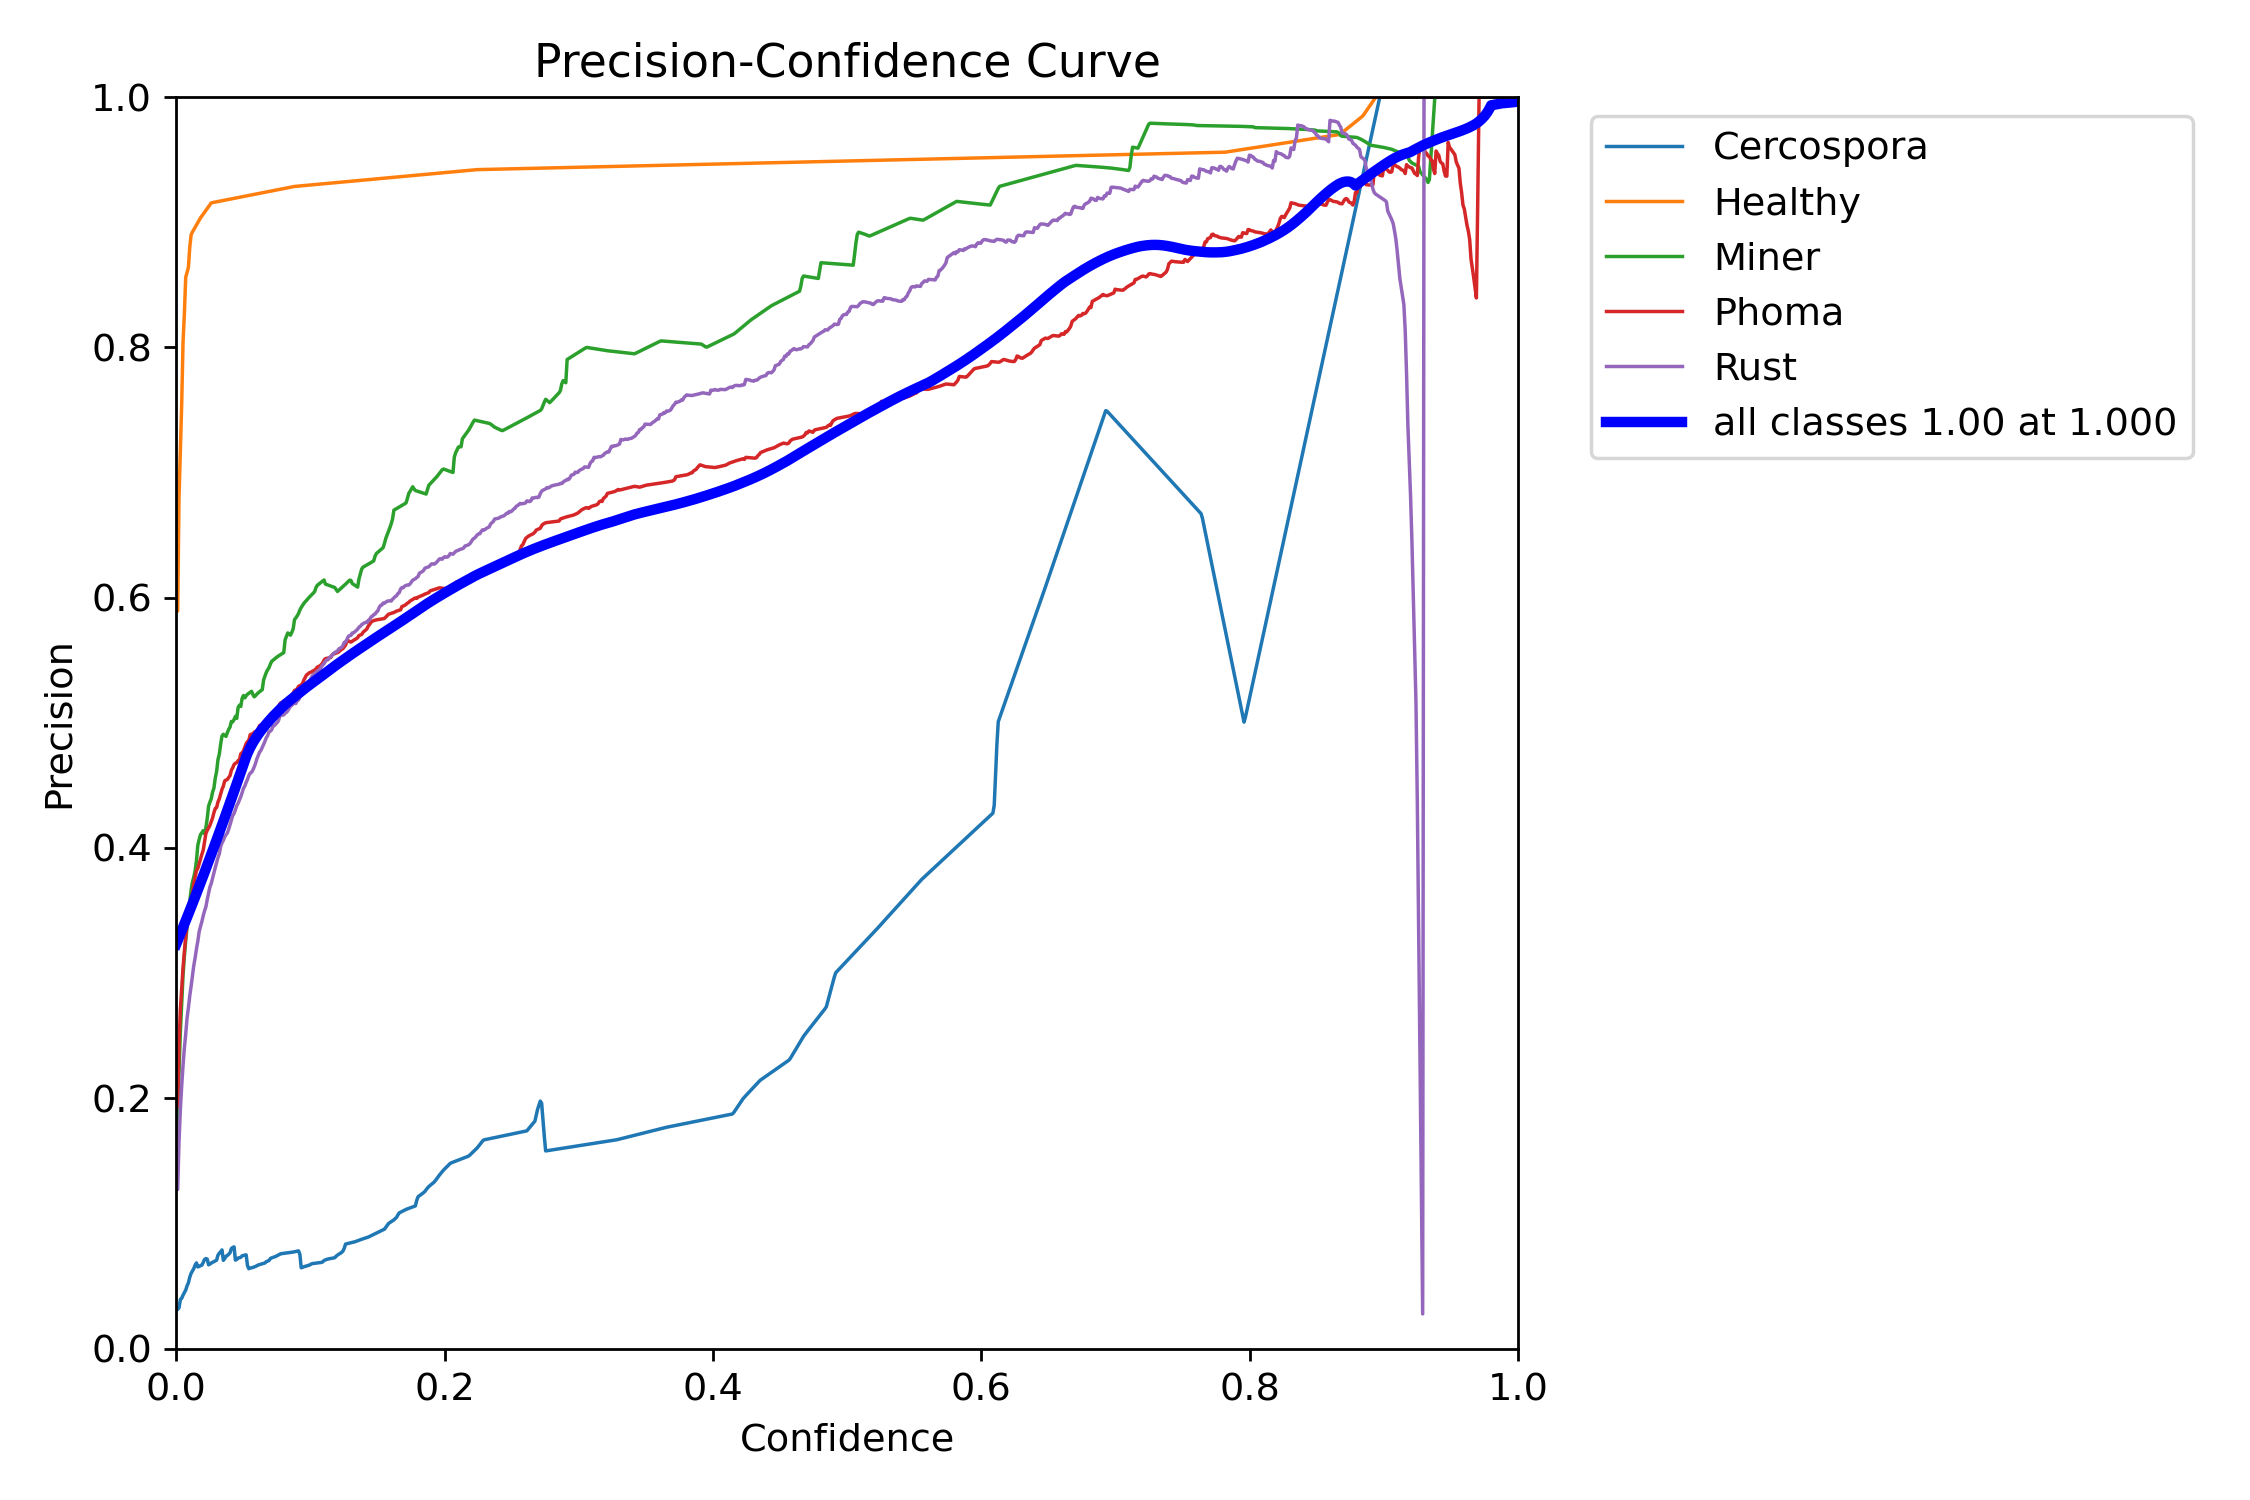 Precision-Confidence Curve
1.0
0.8
0.6
0.4
0.2
0.0
Precision
0.0 0.2 0.4 0.6 0.8 1.0
Confidence
Cercospora
Healthy
Miner
Phoma
Rust
all classes 1.00 at 1.000